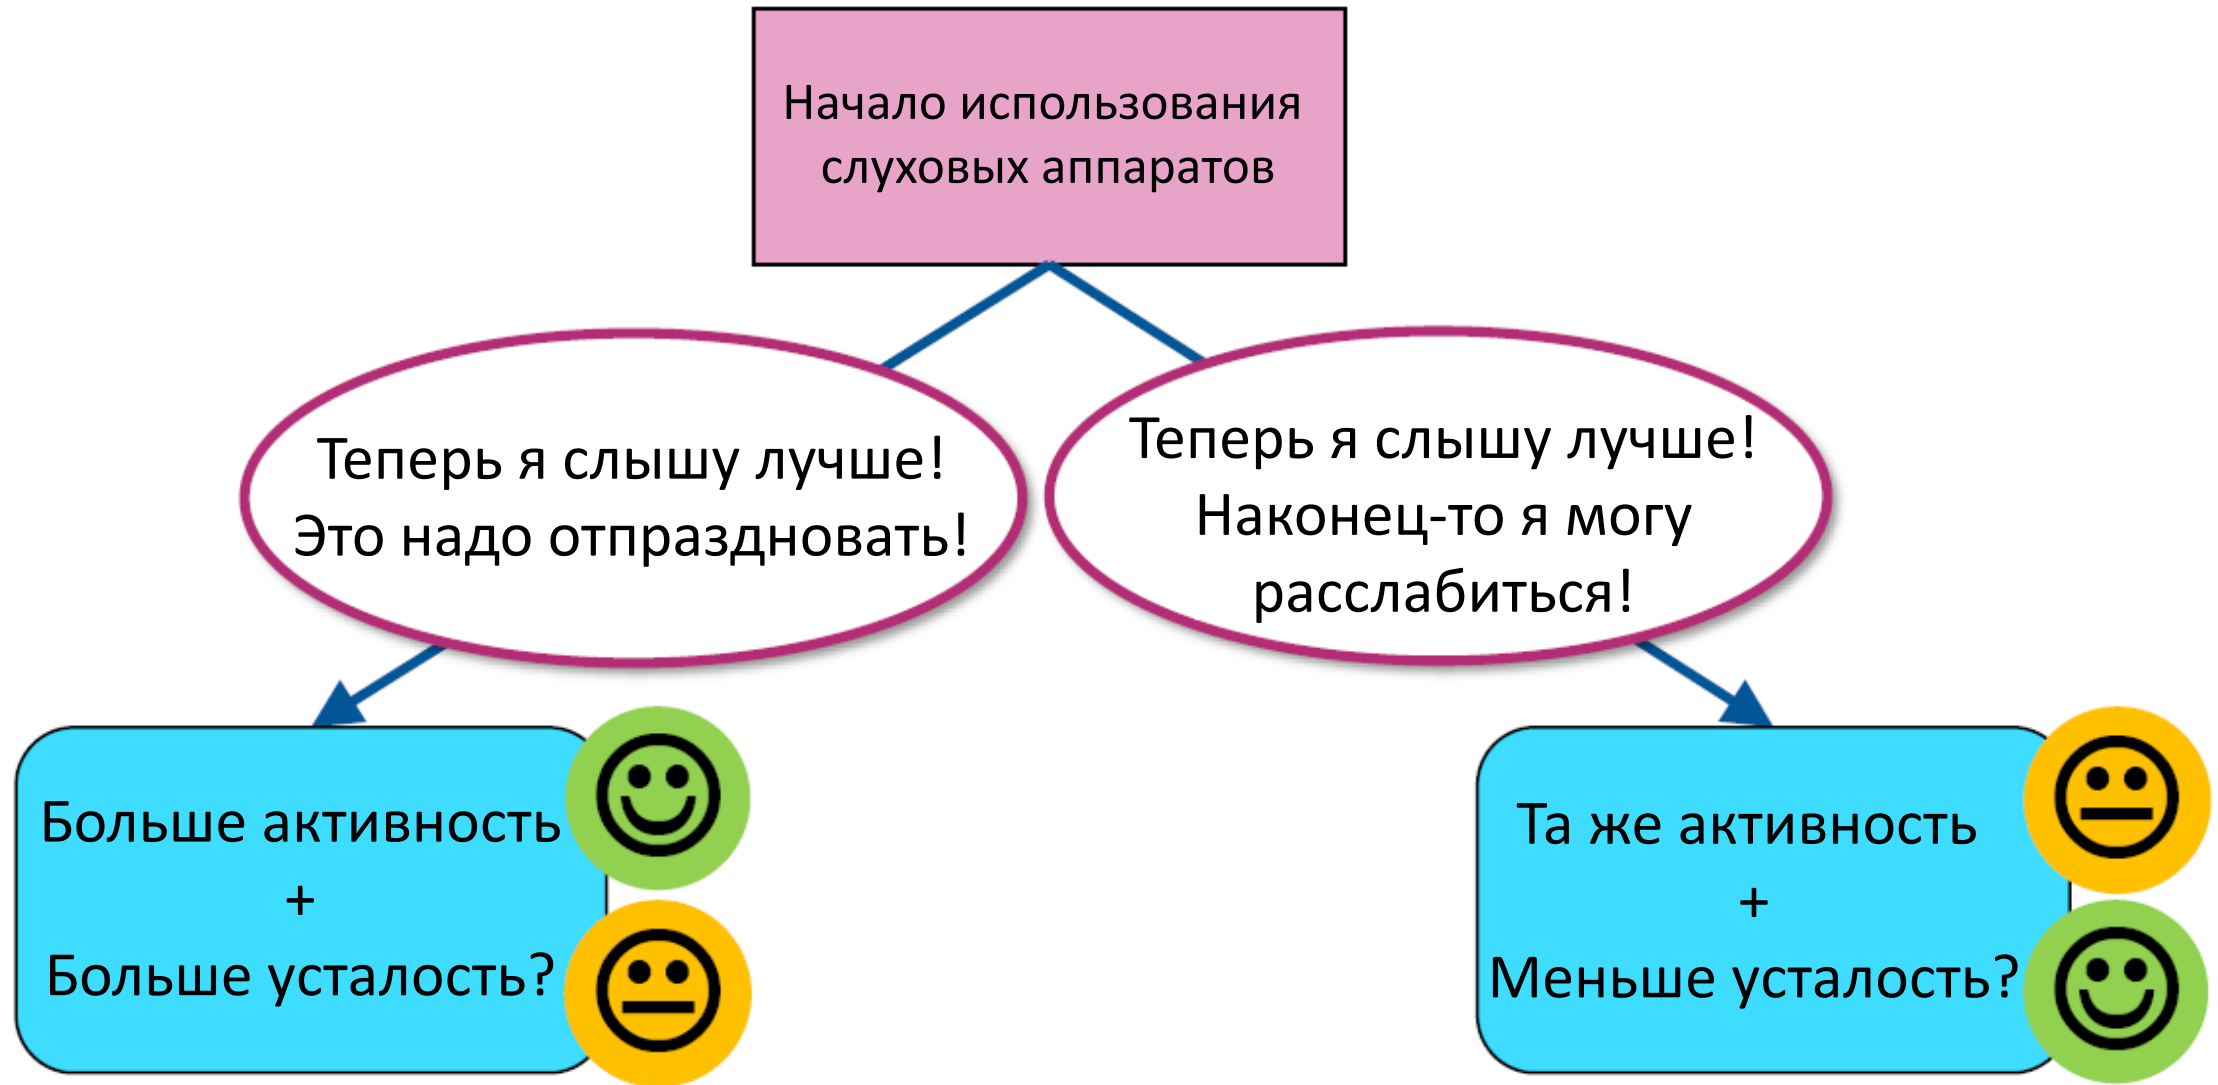 Начало использования
слуховых аппаратов
Теперь я слышу лучше!
Это надо отпраздновать!
Теперь я слышу лучше!
Наконец-то я могу
расслабиться!
Больше активность
+
Больше усталость?
Та же активность
+
Меньше усталость?